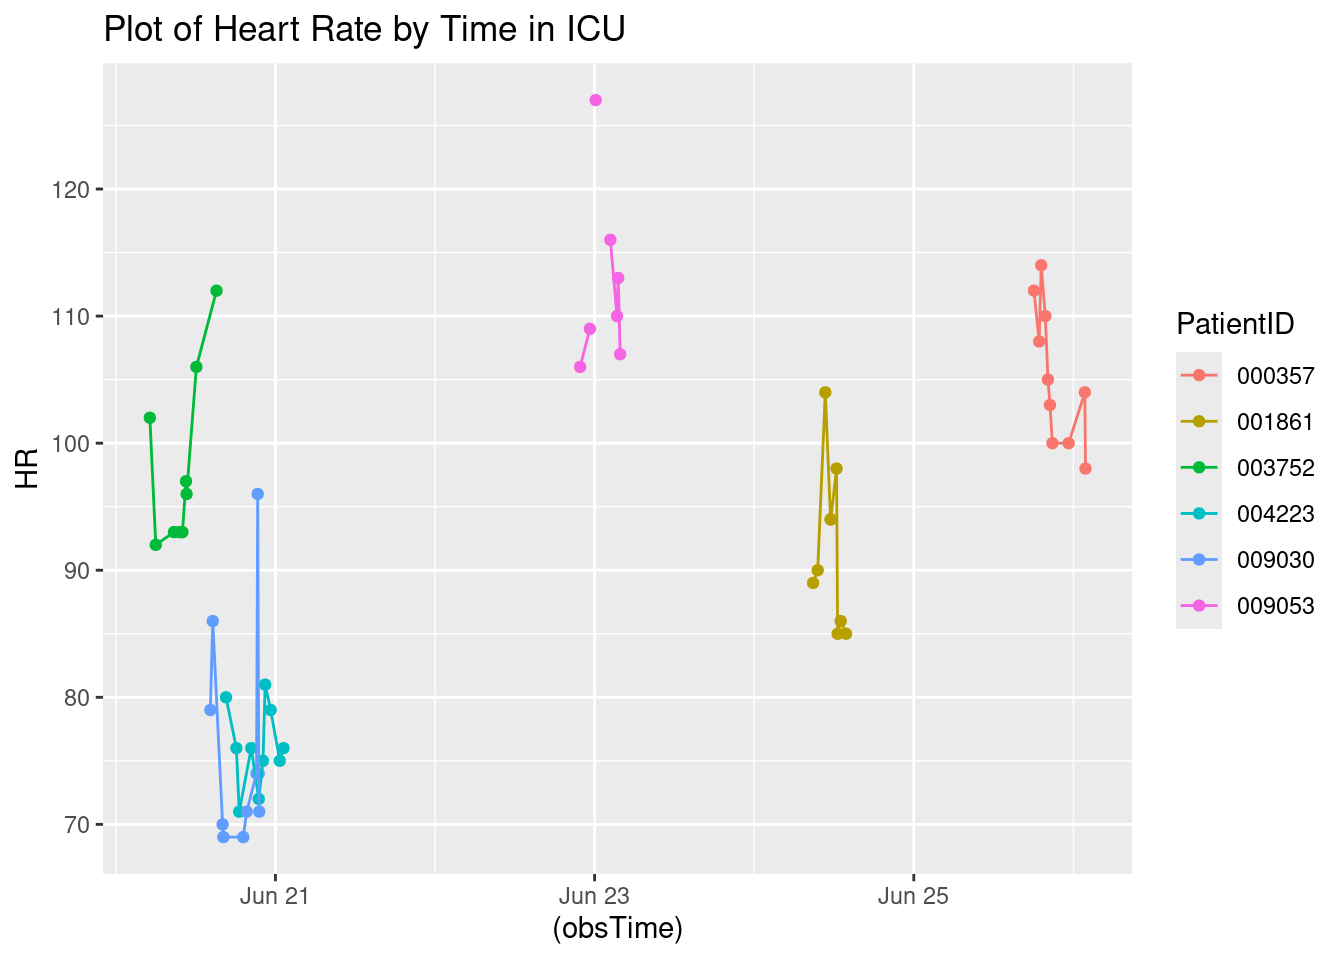 Plot of Heart Rate by Time in ICU
HR
120
110
100
90
80
70
Jun 21
Jun 23
Jun 25
(obsTime)
PatientID
000357
001861
003752
004223
009030
009053